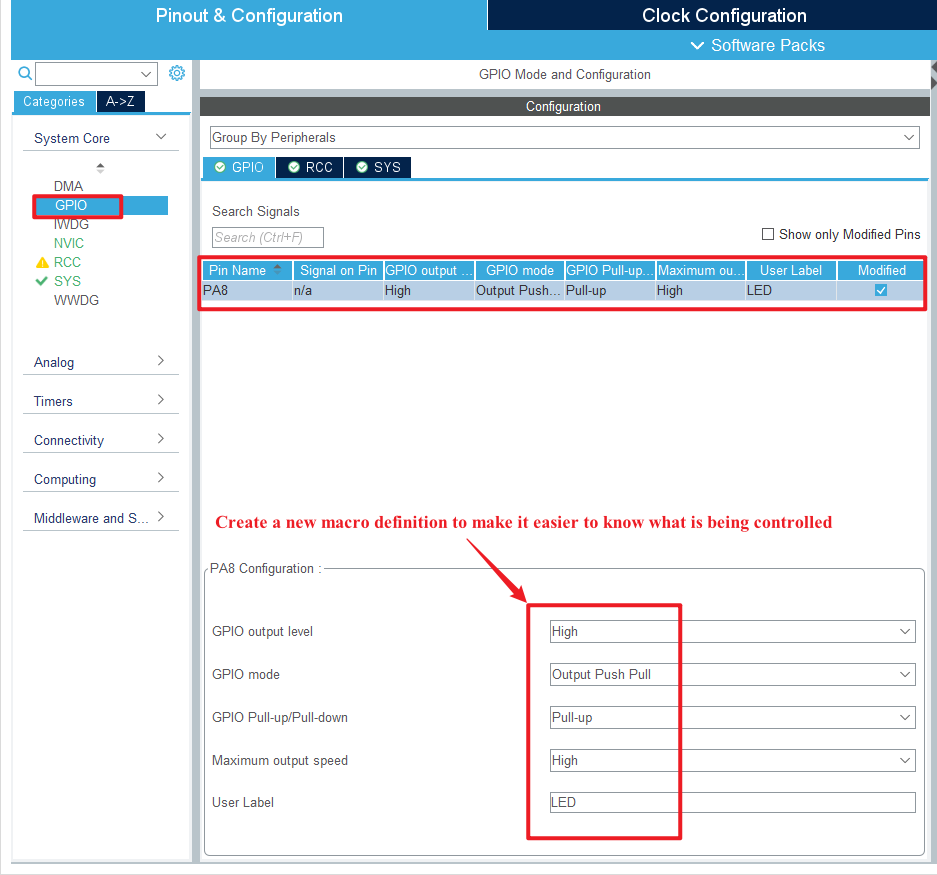 Pinout & Configuration
Clock Configuration
Software Packs
GPIO Mode and Configuration
Categories
A->Z
System Core
DMA
GPIO
IWDG
NVIC
RCC
SYS
WWDG
Analog
Timers
Connectivity
Computing
Middleware and S...
Configuration
Group By Peripherals
GPIO RCC SYS
Search Signals
Search (Ctrl+F)
Show only Modified Pins
Pin Name Signal on Pin GPIO output ... GPIO mode GPIO Pull-up... Maximum ou... User Label Modified
PA8 n/a High Output Push... Pull-up High LED
Create a new macro definition to make it easier to know what is being controlled
PA8 Configuration :
GPIO output level High
GPIO mode Output Push Pull
GPIO Pull-up/Pull-down Pull-up
Maximum output speed High
User Label LED